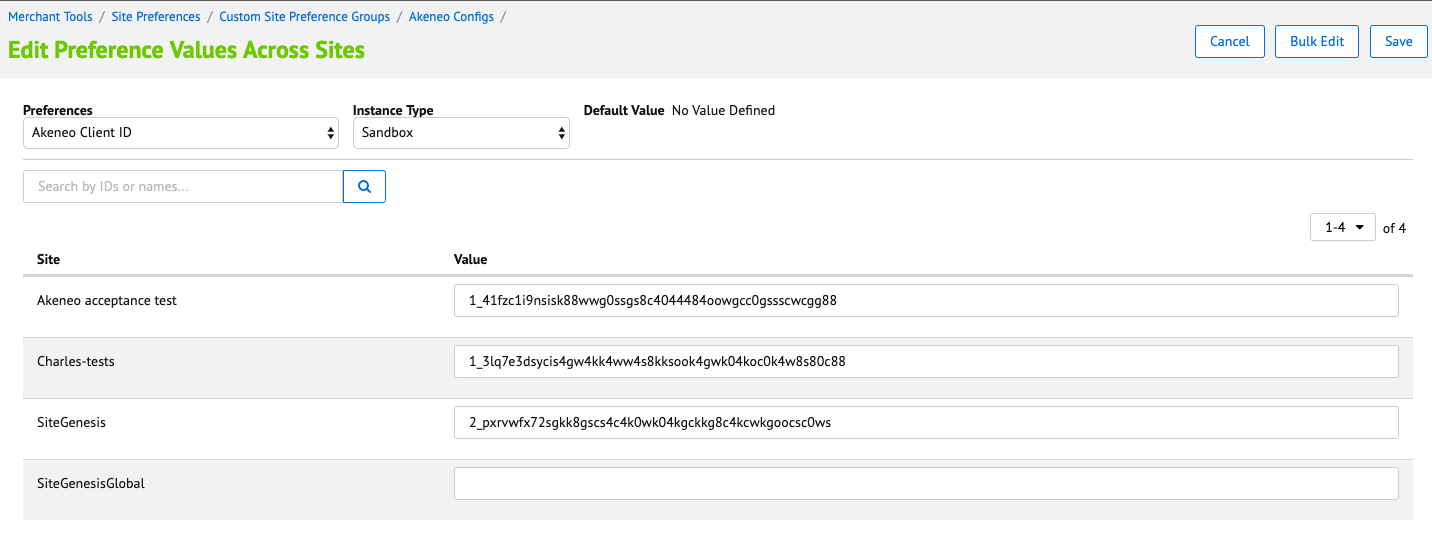 Merchant Tools / Site Preferences / Custom Site Preference Groups / Akeneo Configs /
Edit Preference Values Across Sites
Cancel Bulk Edit Save
Preferences Instance Type Default Value No Value Defined
Akeneo Client ID Sandbox
Search by IDs or names...
1-4 of 4
Site Value
Akeneo acceptance test 1_41fzc1i9nsisk88wwg0ssgs8c4044484oowgcc0gssscwcgg88
Charles-tests 1_3lq7e3dsycis4gw4kk4ww4s8kksook4gwk04koc0k4w8s80c88
SiteGenesis 2_pxrvwfx72sgkk8gscs4c4k0wk04kgckkg8c4kcwkgoocsc0ws
SiteGenesisGlobal